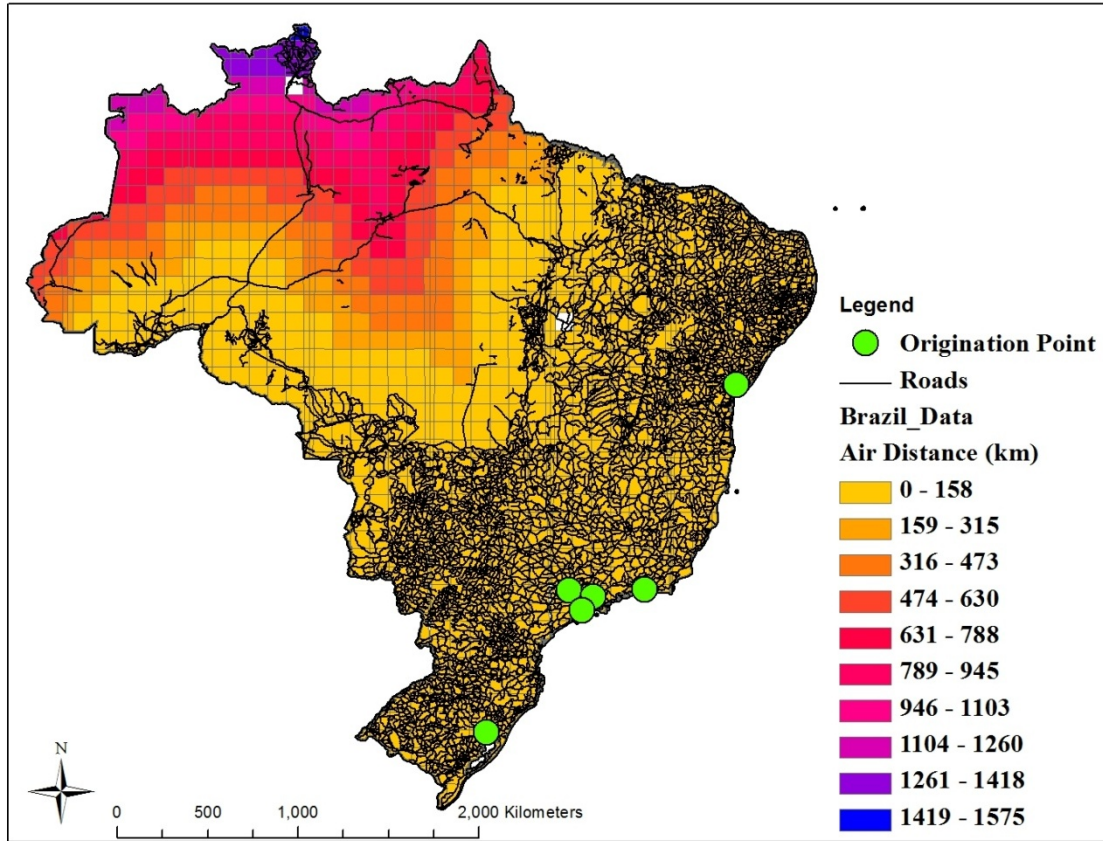 Legend
Origination Point
Roads
Brazil_Data
Air Distance (km)
0 - 158
159 - 315
316 - 473
474 - 630
631 - 788
789 - 945
946 - 1103
1104 - 1260
1261 - 1418
1419 - 1575
N
0 500 1,000 2,000 Kilometers